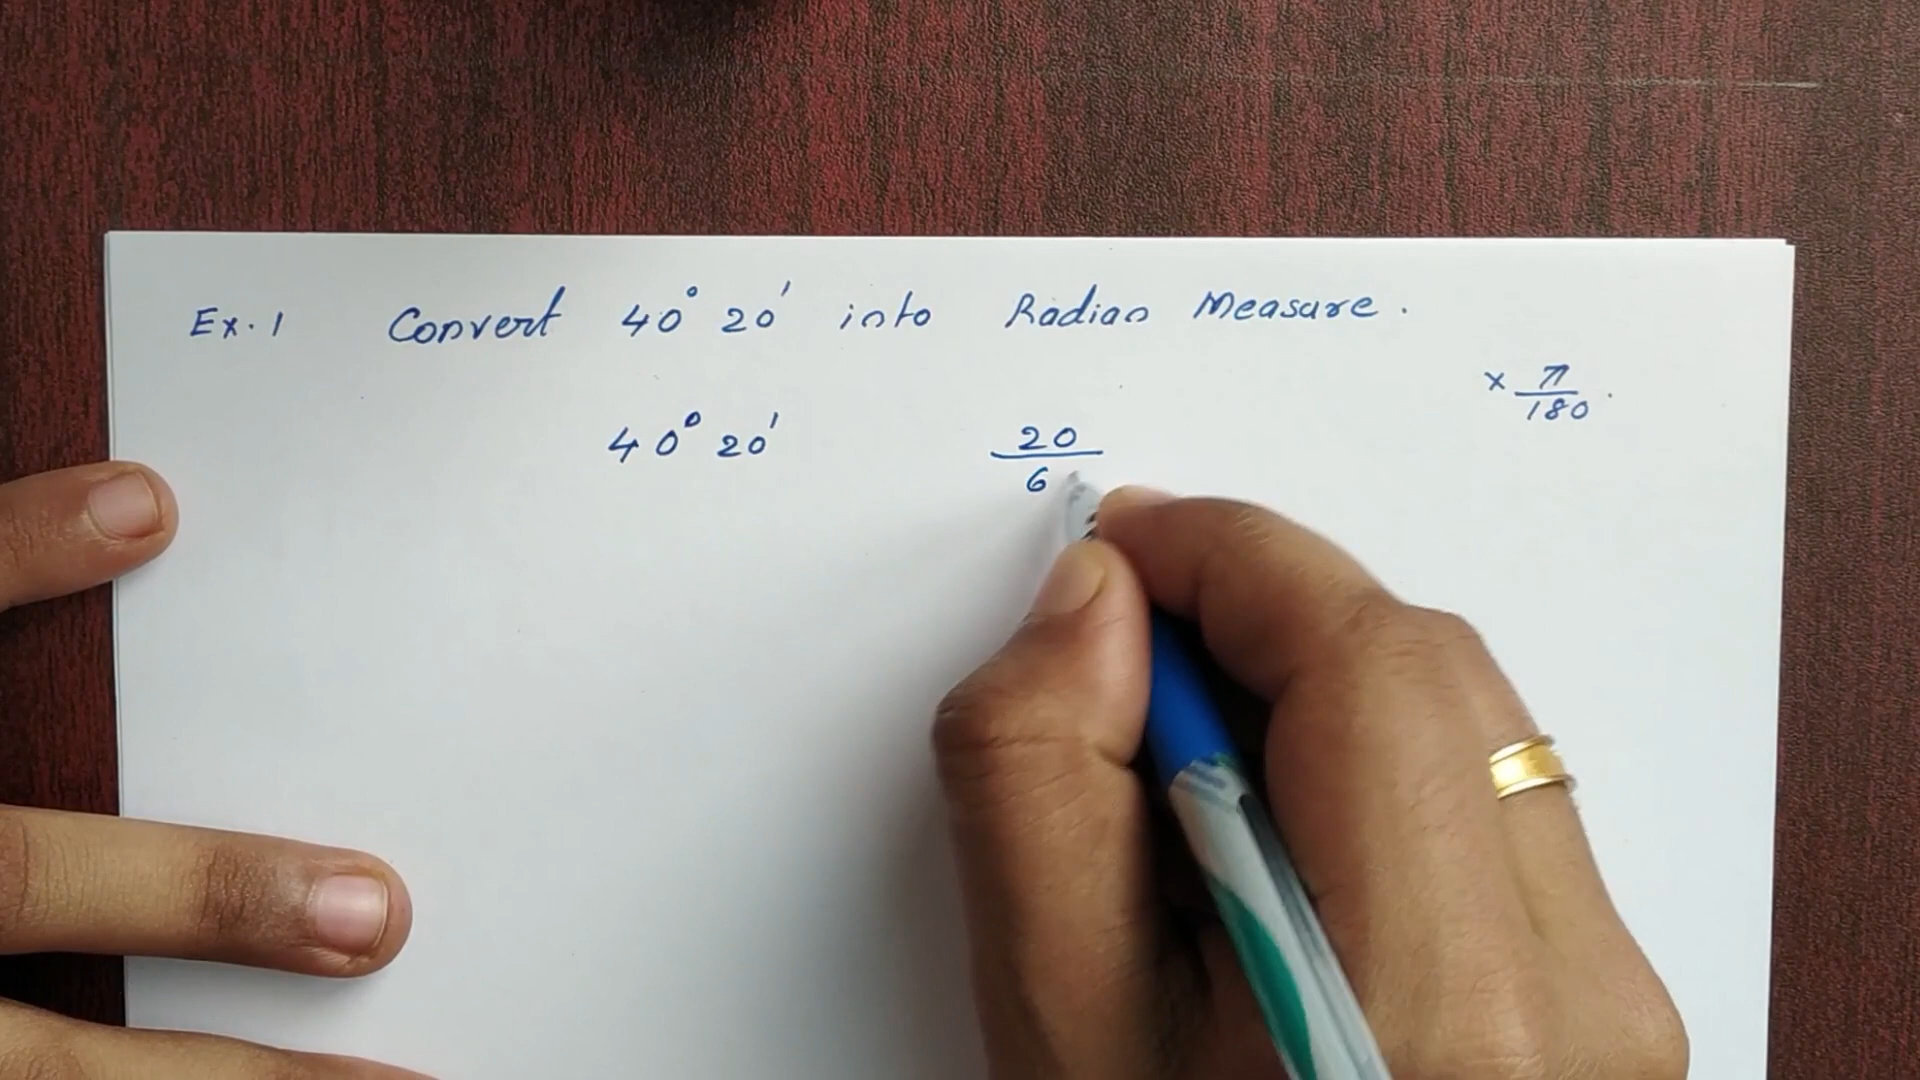 Ex. 1 Convert 40° 20' into Radian Measure.
× π/180.
40° 20' 20/6